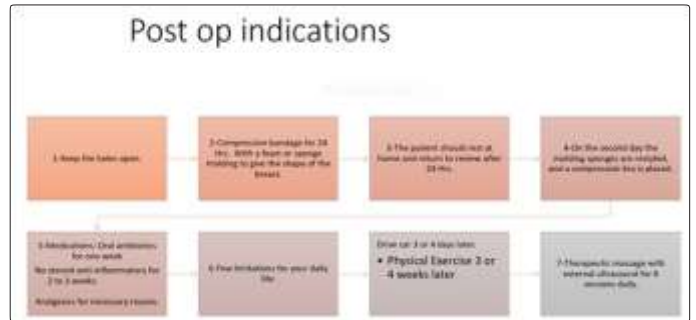 Post op indications
1-Keep the holes open.
2-Compressive bandage for 24
Hrs. With a foam or sponge
molding to give the shape of the
breast.
3-The patient should rest at
home and return to review after
24 Hrs.
4-On the second day the
molding sponges are
and a compression bra is placed.
5-Medications: Oral antibiotics
for one week
No steroid anti inflammatory for
2 to 3 weeks.
Analgesics for necessary reasons.
6-Few limitations for your daily
life.
Drive car 3 or 4 days later
• Physical Exercise 3 or
4 weeks later
7-Therapeutic massage with
external ultrasound for 8
sessions daily.